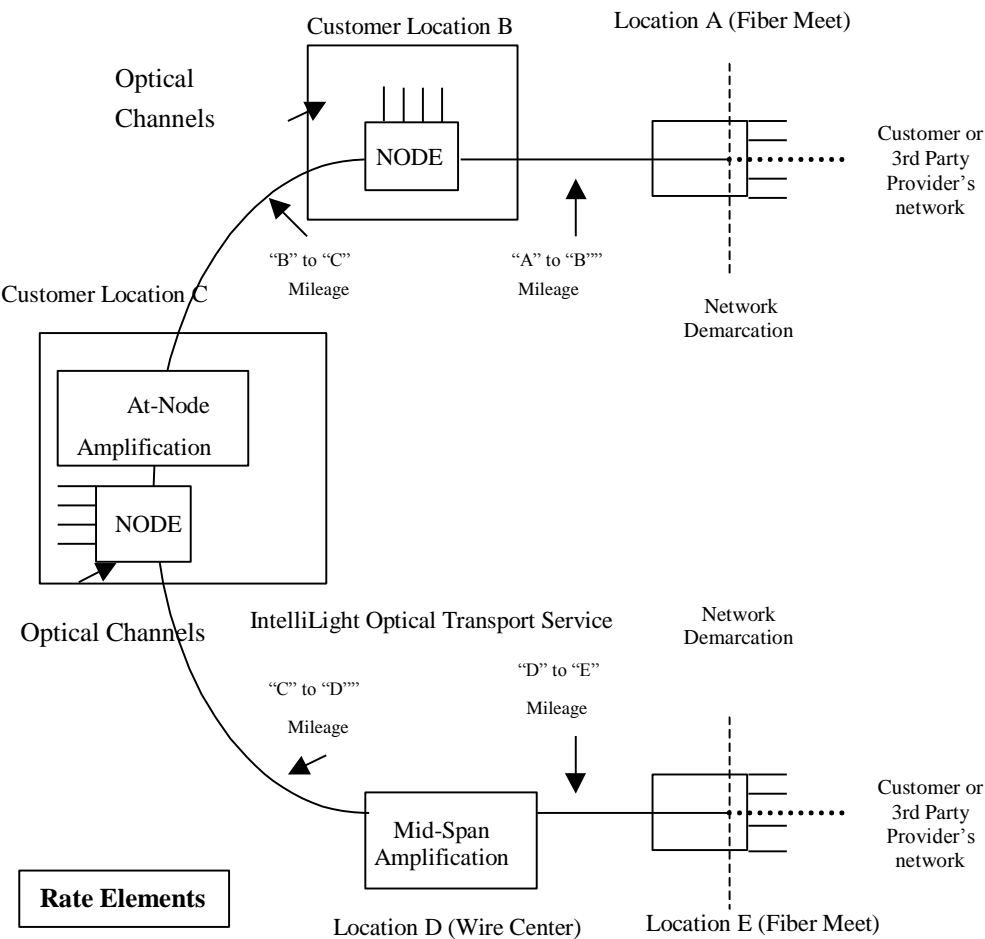 Customer Location B
Location A (Fiber Meet)
Optical
Channels
NODE
Customer or
3rd Party
Provider’s
network
“B” to “C”
Mileage
“A” to “B””
Mileage
Network
Demarcation
Customer Location C
At-Node
Amplification
NODE
Optical Channels
IntelliLight Optical Transport Service
Network
Demarcation
“C” to “D””
Mileage
“D” to “E”
Mileage
Mid-Span
Amplification
Customer or
3rd Party
Provider’s
network
Rate Elements
Location D (Wire Center)
Location E (Fiber Meet)